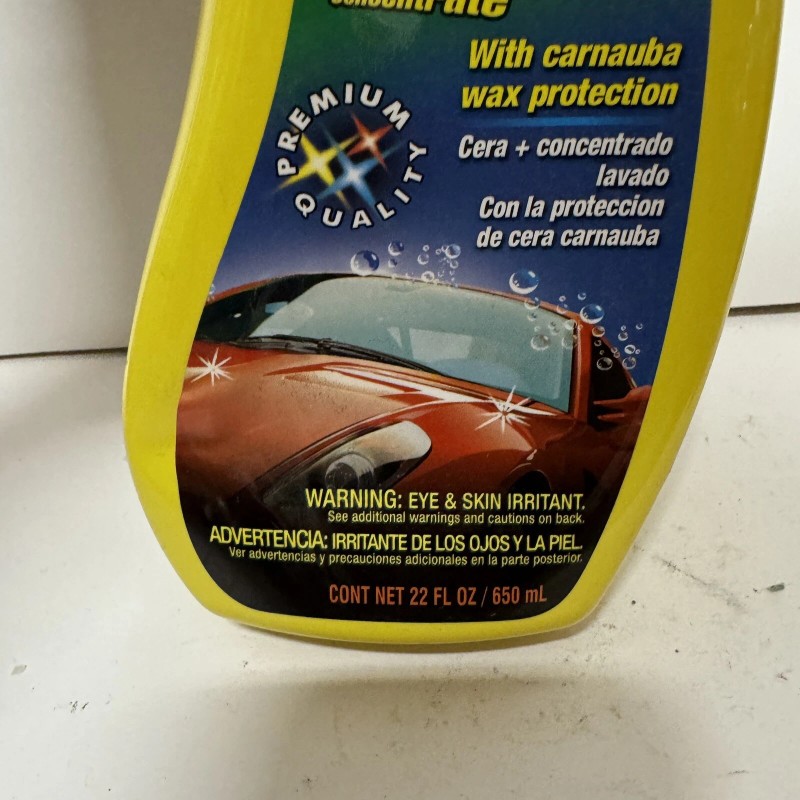 concentrate
With carnauba
wax protection
PREMIUM
QUALITY
Cera + concentrado
lavado
Con la proteccion
de cera carnauba
WARNING: EYE & SKIN IRRITANT.
See additional warnings and cautions on back.
ADVERTENCIA: IRRITANTE DE LOS OJOS Y LA PIEL.
Ver advertencias y precauciones adicionales en la parte posterior.
CONT NET 22 FL OZ / 650 mL